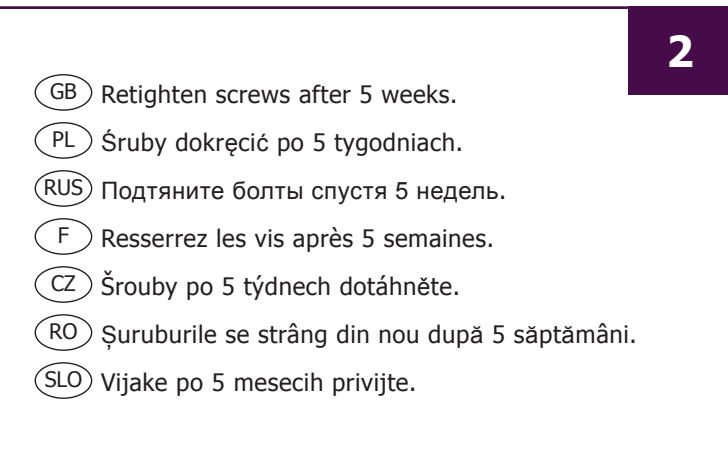 2
GB Retighten screws after 5 weeks.
PL Śruby dokręcić po 5 tygodniach.
RUS Подтяните болты спустя 5 недель.
F Resserrez les vis après 5 semaines.
CZ Šrouby po 5 týdnech dotáhněte.
RO Șuruburile se strâng din nou după 5 săptămâni.
SLO Vijake po 5 mesecih privijte.